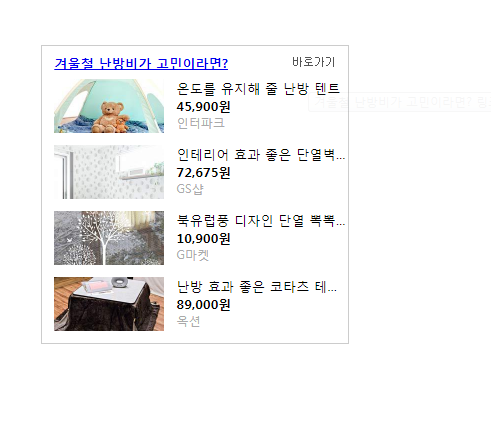 겨울철 난방비가 고민이라면?
바로가기
온도를 유지해 줄 난방 텐트
45,900원
인터파크
인테리어 효과 좋은 단열벽...
72,675원
GS샵
북유럽풍 디자인 단열 뽁뽁...
10,900원
G마켓
난방 효과 좋은 코타츠 테...
89,000원
옥션